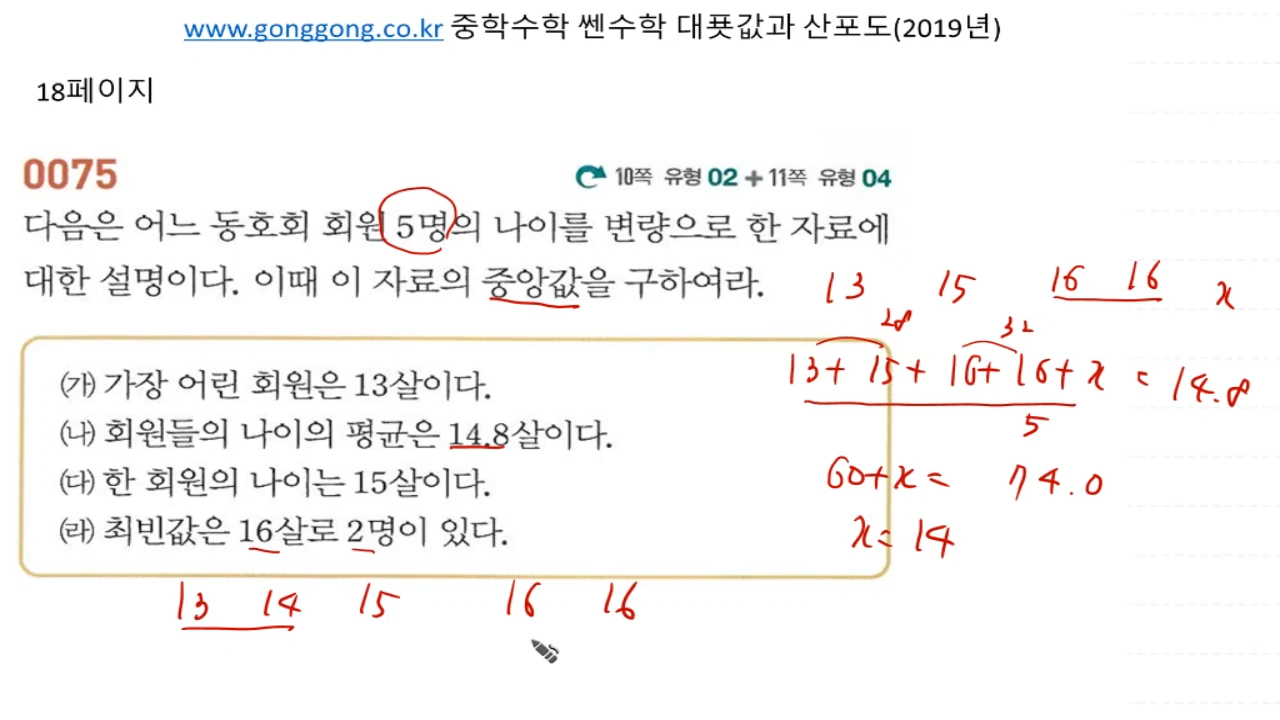 www.gonggong.co.kr 중학수학 쎈수학 대푯값과 산포도(2019년)
18페이지
0075
10쪽 유형 02 + 11쪽 유형 04
다음은 어느 동호회 회원 5명의 나이를 변량으로 한 자료에
대한 설명이다. 이때 이 자료의 중앙값을 구하여라.
㈎ 가장 어린 회원은 13살이다.
㈏ 회원들의 나이의 평균은 14.8살이다.
㈐ 한 회원의 나이는 15살이다.
㈑ 최빈값은 16살로 2명이 있다.
13 15 16 16 x
28 32
13+ 15+ 16+ 16+ x = 14.8
5
60+x= 74.0
x= 14
13 14 15 16 16